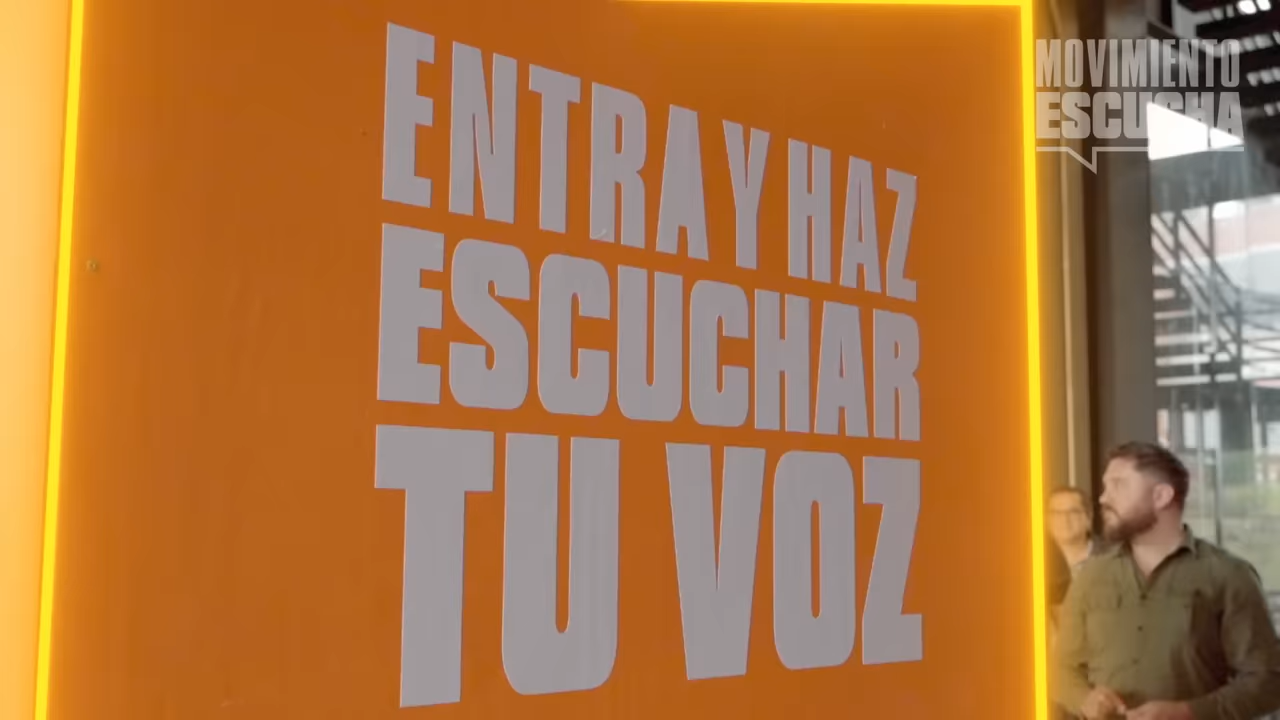 ENTRA Y HAZ
ESCUCHAR
TU VOZ
MOVIMIENTO
ESCUCHA